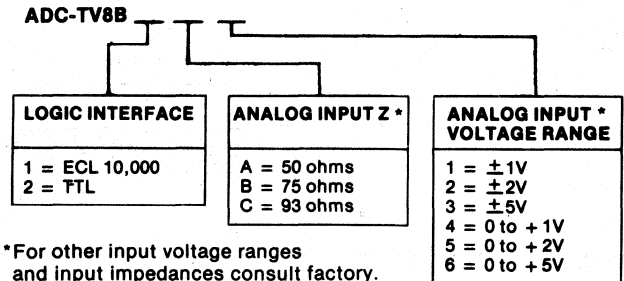 ADC-TV8B _ _ _
LOGIC INTERFACE
1 = ECL 10,000
2 = TTL
ANALOG INPUT Z *
A = 50 ohms
B = 75 ohms
C = 93 ohms
ANALOG INPUT *
VOLTAGE RANGE
1 = ±1V
2 = ±2V
3 = ±5V
4 = 0 to +1V
5 = 0 to +2V
6 = 0 to +5V
*For other input voltage ranges
and input impedances consult factory.